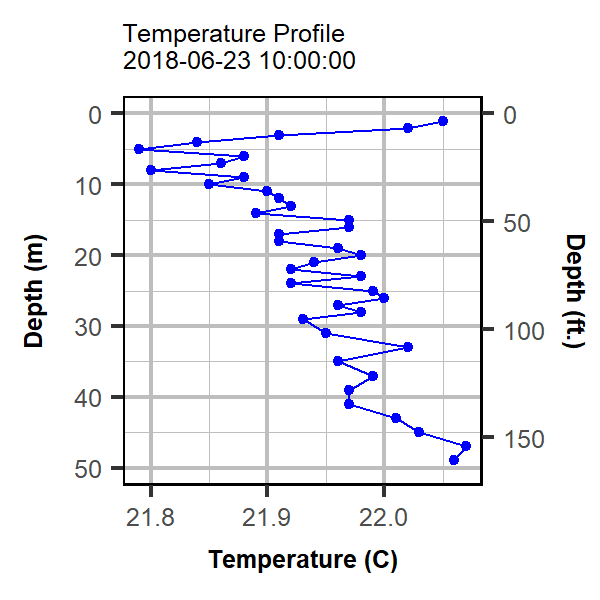 Temperature Profile
2018-06-23 10:00:00
0
10
20
30
40
50
Depth (m)
0
50
100
150
Depth (ft.)
21.8 21.9 22.0
Temperature (C)